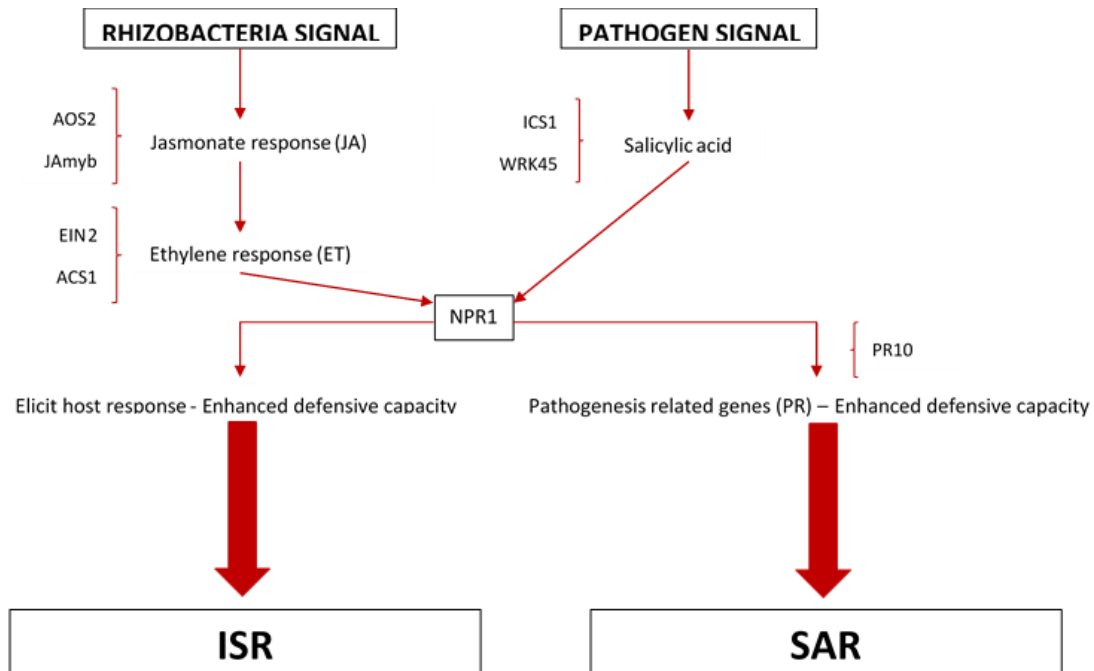 RHIZOBACTERIA SIGNAL
PATHOGEN SIGNAL
AOS2
JAmyb
Jasmonate response (JA)
ICS1
WRK45
Salicylic acid
EIN2
ACS1
Ethylene response (ET)
NPR1
PR10
Elicit host response - Enhanced defensive capacity
Pathogenesis related genes (PR) – Enhanced defensive capacity
ISR
SAR